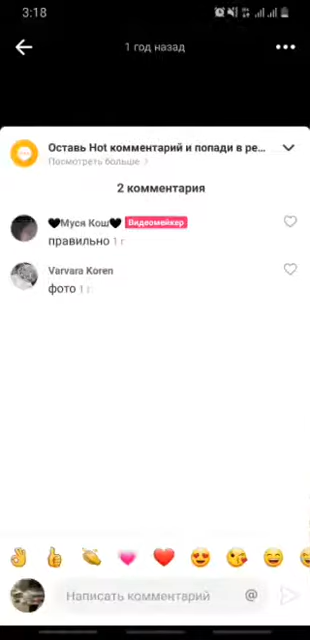 3:18
1 год назад
Оставь Hot комментарий и попади в ре...
Посмотреть больше
2 комментария
🖤Муся Кош🖤 Видеомейкер
правильно 1 г
Varvara Koren
фото 1 г
Написать комментарий @